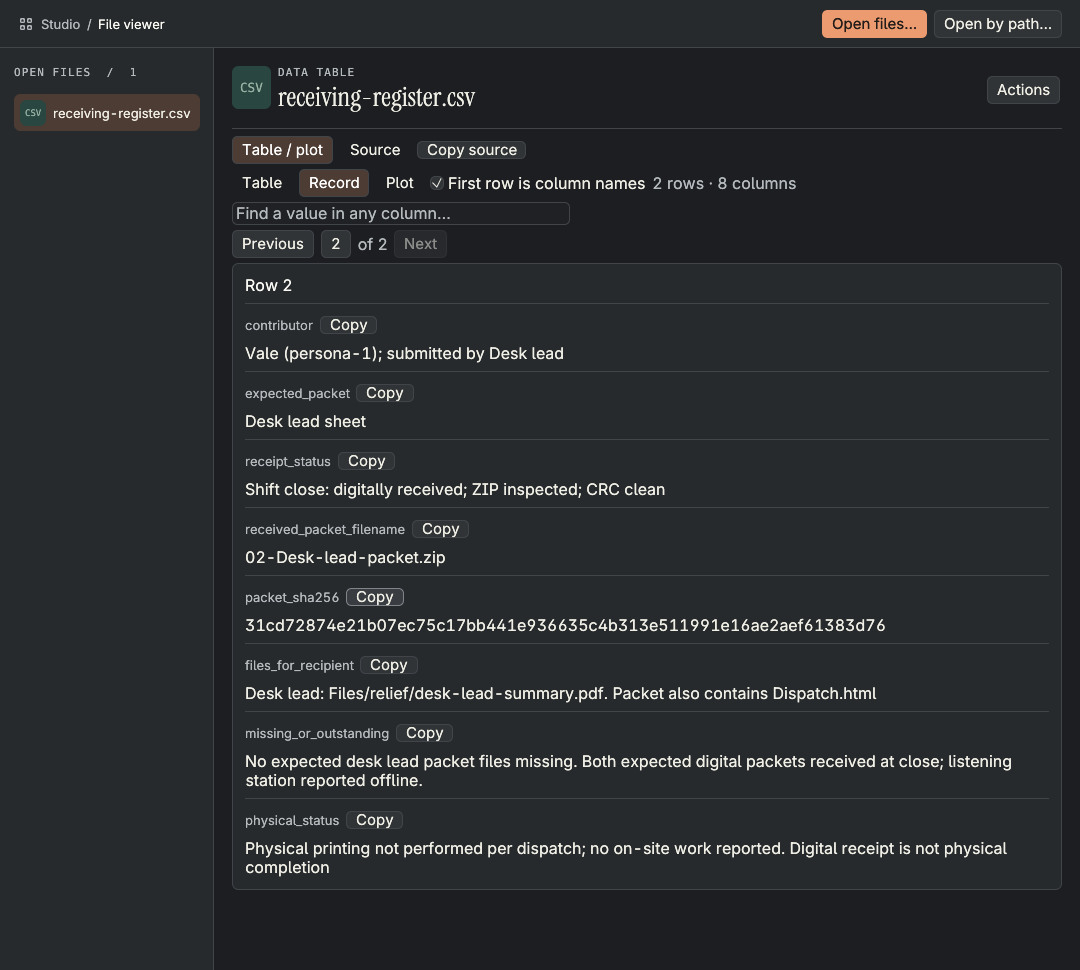 Studio / File viewer
Open files...
Open by path...
OPEN FILES / 1
CSV receiving-register.csv
CSV
DATA TABLE
receiving-register.csv
Actions
Table / plot Source Copy source
Table Record Plot First row is column names 2 rows · 8 columns
Find a value in any column...
Previous 2 of 2 Next
Row 2
contributor Copy
Vale (persona-1); submitted by Desk lead
expected_packet Copy
Desk lead sheet
receipt_status Copy
Shift close: digitally received; ZIP inspected; CRC clean
received_packet_filename Copy
02-Desk-lead-packet.zip
packet_sha256 Copy
31cd72874e21b07ec75c17bb441e936635c4b313e511991e16ae2aef61383d76
files_for_recipient Copy
Desk lead: Files/relief/desk-lead-summary.pdf. Packet also contains Dispatch.html
missing_or_outstanding Copy
No expected desk lead packet files missing. Both expected digital packets received at close; listening
station reported offline.
physical_status Copy
Physical printing not performed per dispatch; no on-site work reported. Digital receipt is not physical
completion